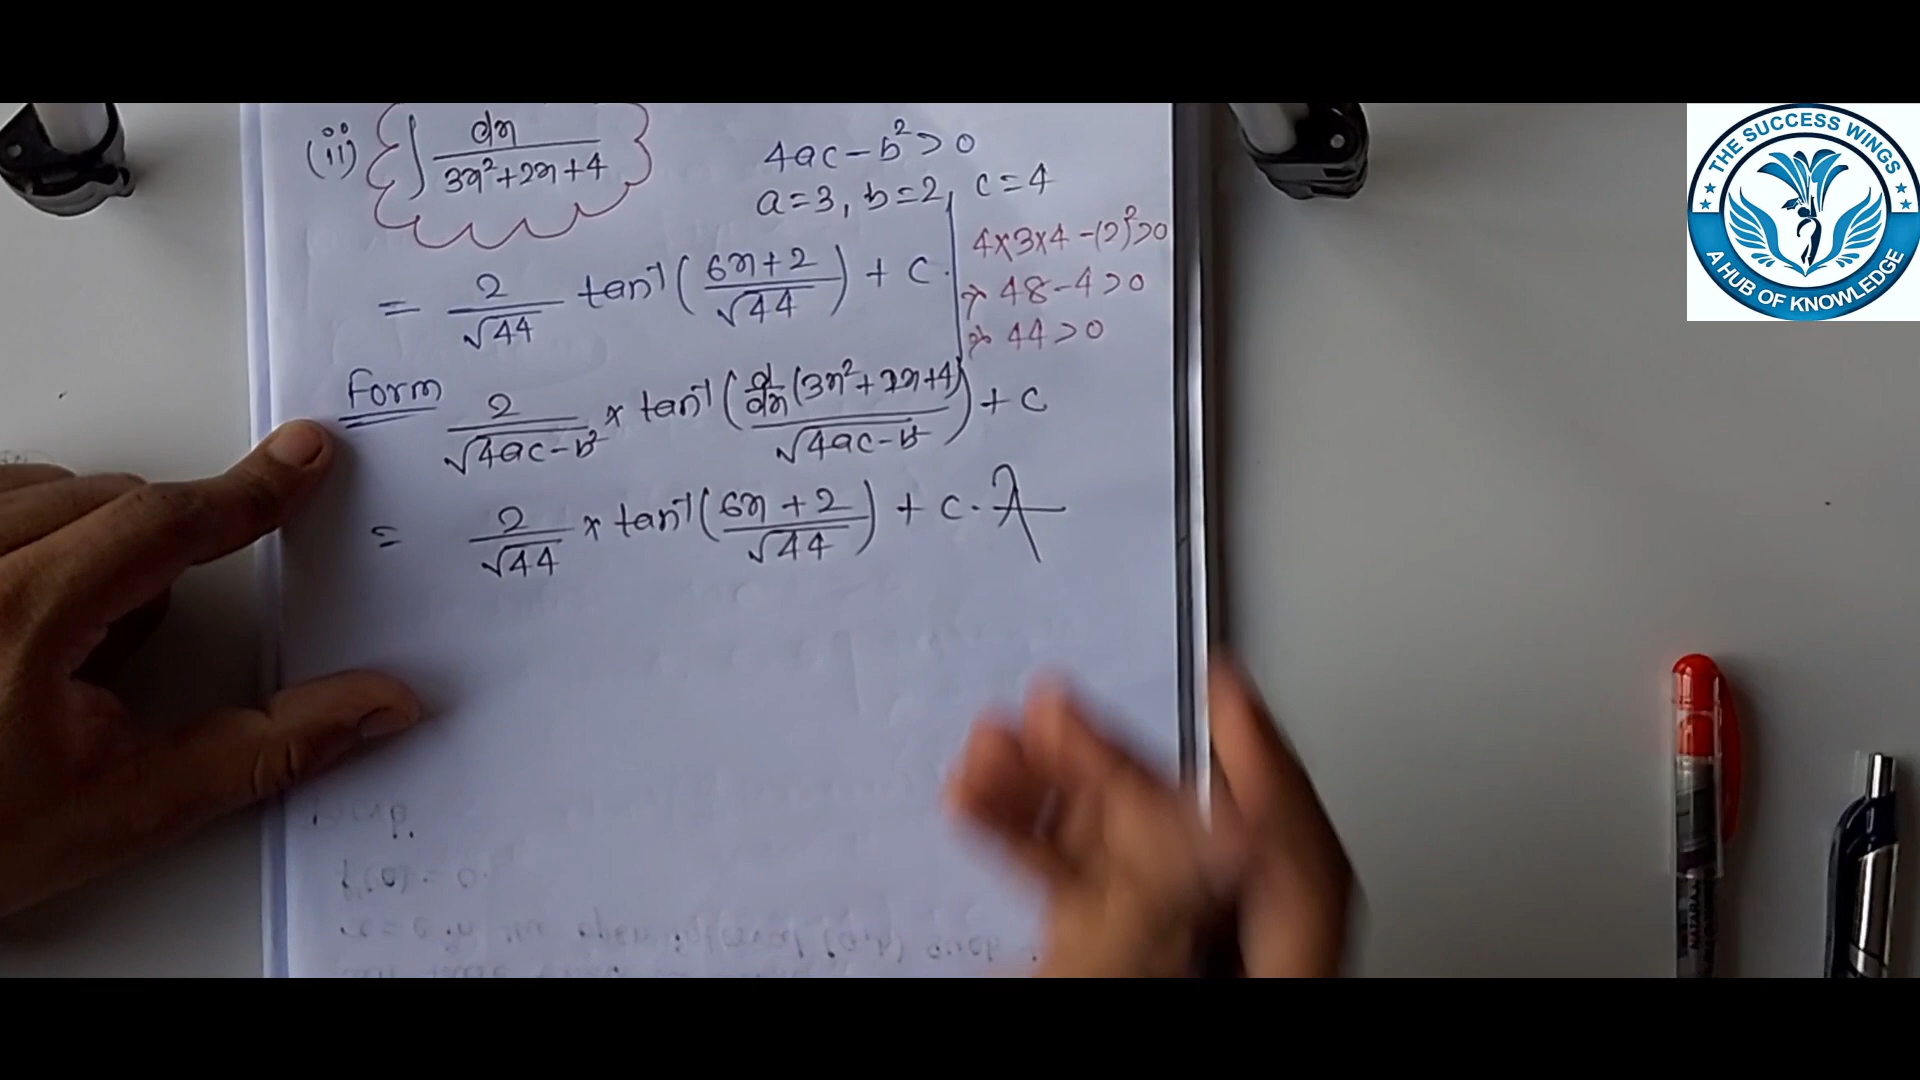 (ii) ∫ dx / 3x²+2x+4
4ac - b² > 0
a=3, b=2, c=4
4×3×4 - (2)² > 0
⇒ 48 - 4 > 0
⇒ 44 > 0
= 2/√44 tan⁻¹ (6x+2 / √44) + c.
Form 2/√4ac-b² × tan⁻¹ (d/dx (3x²+2x+4) / √4ac-b²) + c
= 2/√44 × tan⁻¹ (6x+2 / √44) + c.
THE SUCCESS WINGS
A HUB OF KNOWLEDGE